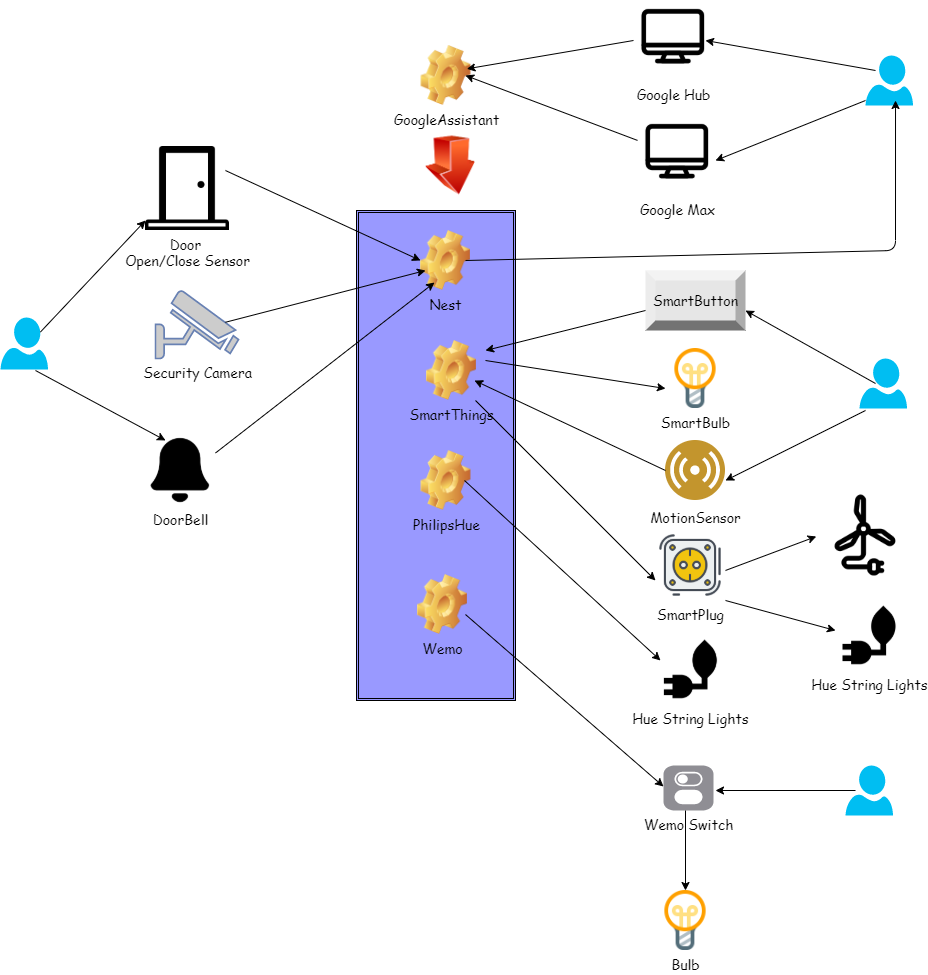 Google Hub
GoogleAssistant
Google Max
Door
Open/Close Sensor
Nest
SmartButton
Security Camera
SmartThings
SmartBulb
DoorBell
PhilipsHue
MotionSensor
SmartPlug
Wemo
Hue String Lights
Hue String Lights
Wemo Switch
Bulb